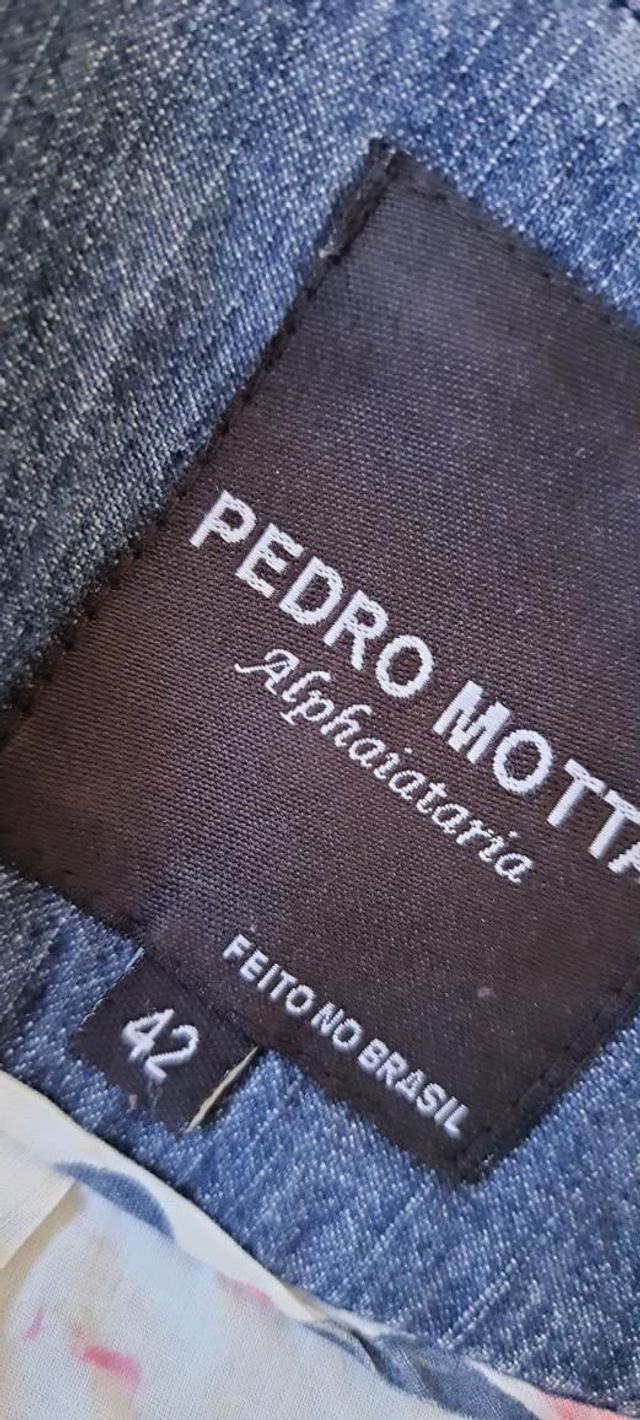 PEDRO MOTTA
Alphaiataria
FEITO NO BRASIL
42